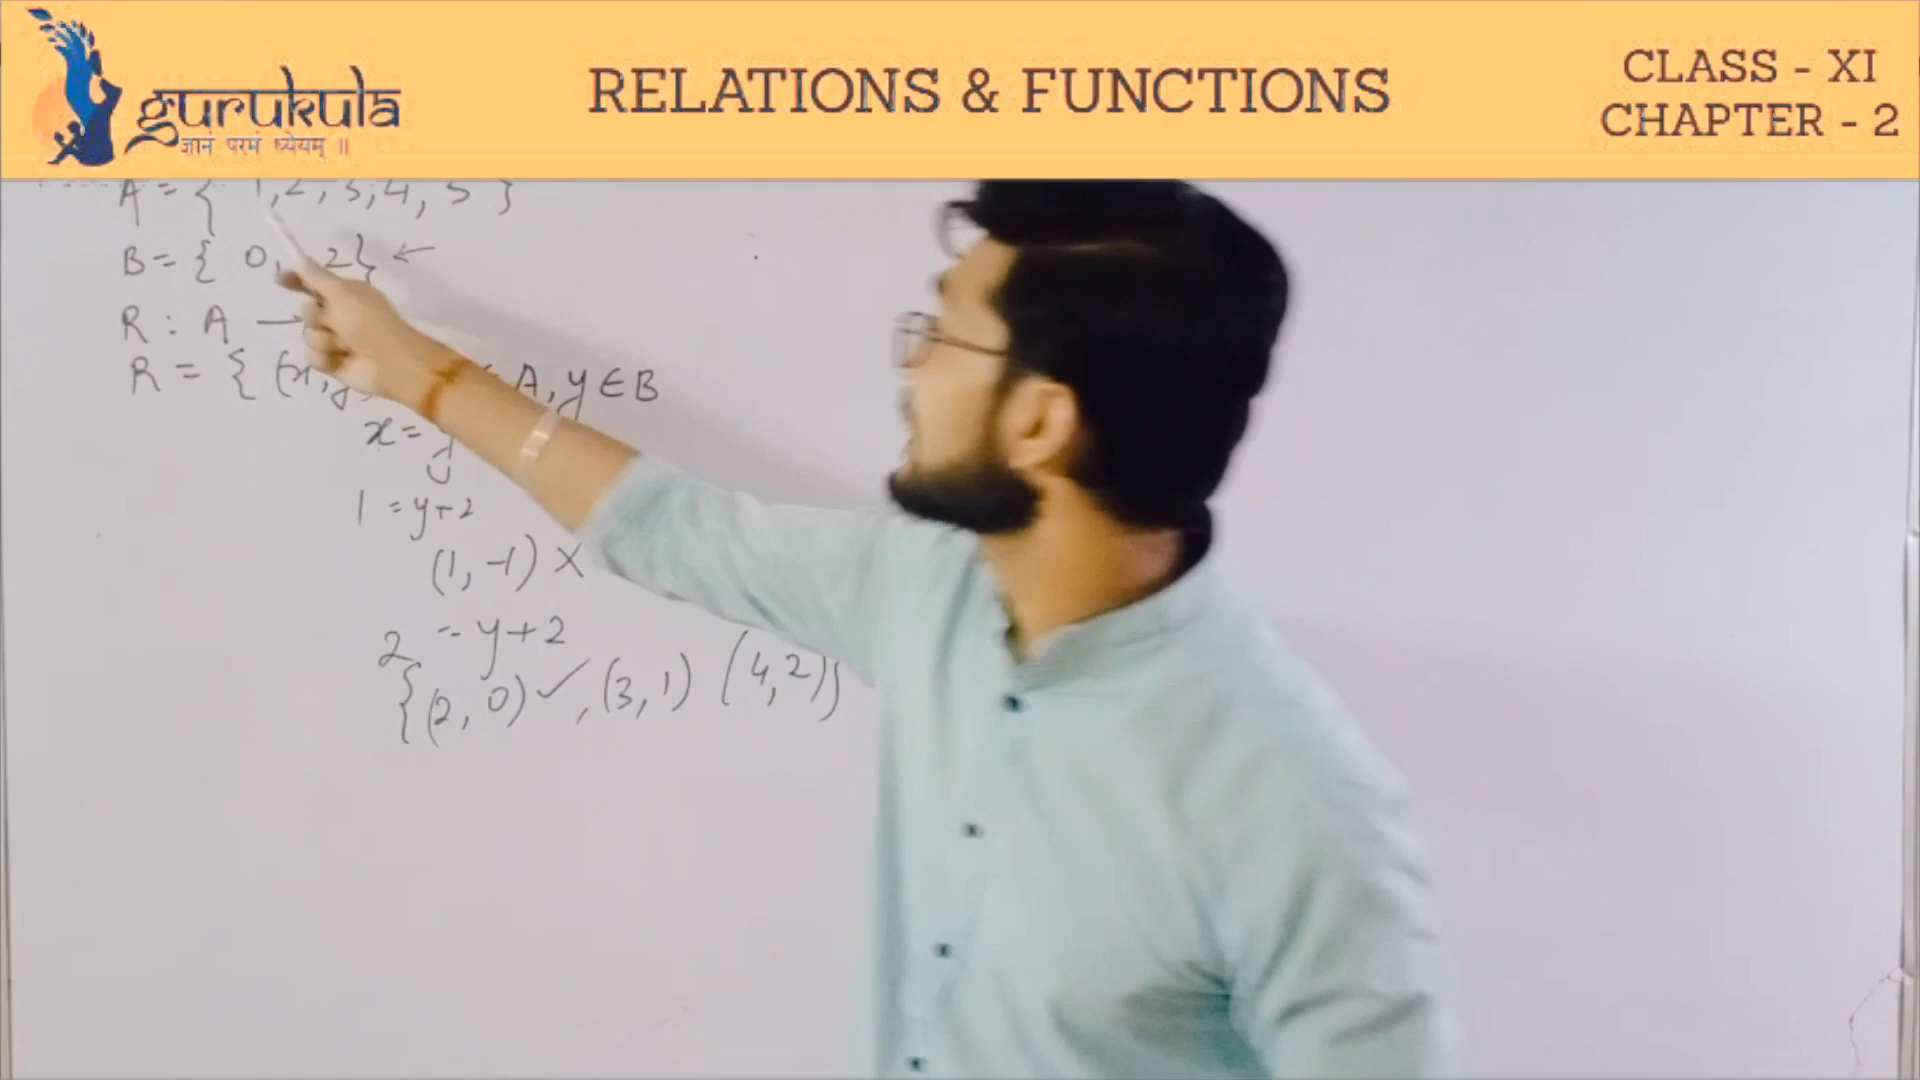 gurukula
ज्ञानं परमं ध्येयम् ॥
RELATIONS & FUNCTIONS
CLASS - XI
CHAPTER - 2
A = { 1, 2, 3, 4, 5 }
B = { 0, 2} ←
R : A →
R = { (x, y A, y ∈ B
x = y
1 = y+2
(1, -1) X
2 = y+2
{(2, 0) ✓, (3, 1) (4, 2)}